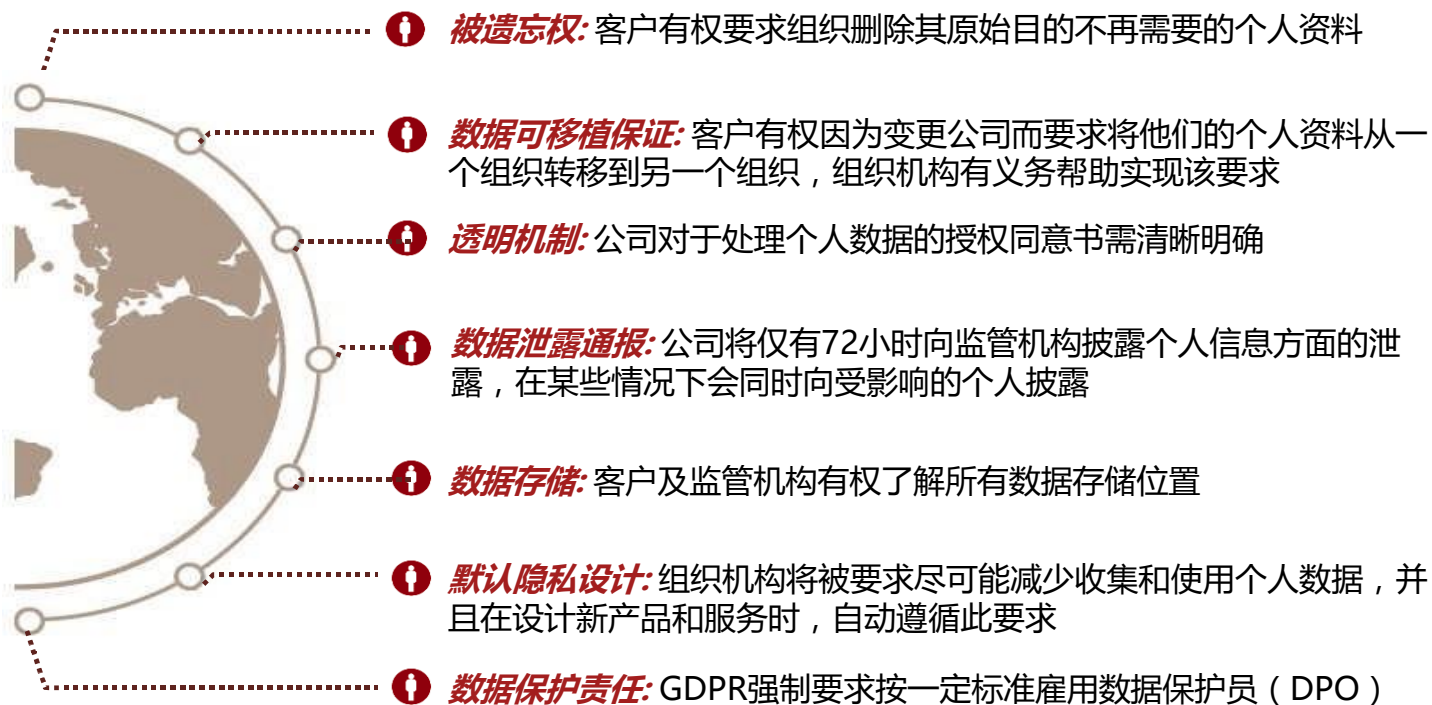 被遗忘权: 客户有权要求组织删除其原始目的不再需要的个人资料
数据可移植保证: 客户有权因为变更公司而要求将他们的个人资料从一
个组织转移到另一个组织，组织机构有义务帮助实现该要求
透明机制: 公司对于处理个人数据的授权同意书需清晰明确
数据泄露通报: 公司将仅有72小时向监管机构披露个人信息方面的泄
露，在某些情况下会同时向受影响的个人披露
数据存储: 客户及监管机构有权了解所有数据存储位置
默认隐私设计: 组织机构将被要求尽可能减少收集和使用个人数据，并
且在设计新产品和服务时，自动遵循此要求
数据保护责任: GDPR强制要求按一定标准雇用数据保护员（DPO）